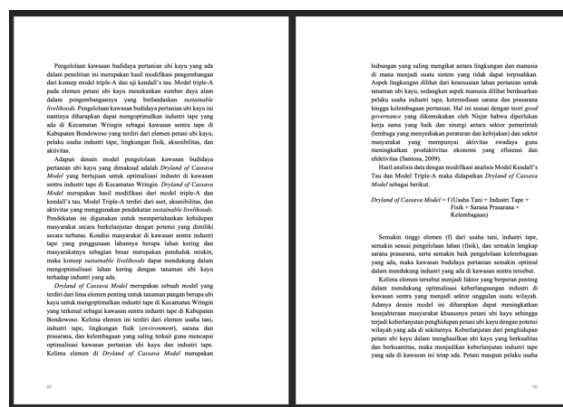 Pengelolaan kawasan budidaya pertanian ubi kayu yang ada
dalam penelitian ini merupakan hasil modifikasi pengembangan
dari konsep model triple-A dan uji kendall's tau. Model triple-A
pada elemen petani ubi kayu menekankan sumber daya alam
dalam pengembangannya yang berlandaskan sustainable
livelihoods. Pengelolaan kawasan budidaya pertanian ubi kayu ini
nantinya diharapkan dapat mengoptimalkan industri tape yang
ada di Kecamatan Wringin sebagai kawasan sentra tape di
Kabupaten Bondowoso yang terdiri dari elemen petani ubi kayu,
pelaku usaha industri tape, lingkungan fisik, aksesibilitas, dan
aktivitas.
Adapun desain model pengelolaan kawasan budidaya
pertanian ubi kayu yang dimaksud adalah Dryland of Cassava
Model yang bertujuan untuk optimalisasi industri di kawasan
sentra industri tape di Kecamatan Wringin. Dryland of Cassava
Model merupakan hasil modifikasi dari model triple-A dan
kendall's tau. Model Triple-A terdiri dari aset, aksesibilitas, dan
aktivitas yang menggunakan pendekatan sustainable livelihoods.
Pendekatan ini digunakan untuk mempertahankan kehidupan
masyarakat secara berkelanjutan dengan potensi yang dimiliki
secara terbatas. Kondisi masyarakat di kawasan sentra industri
tape yang penggunaan lahannya berupa lahan kering dan
masyarakatnya sebagian besar merupakan penduduk miskin,
maka konsep sustainable livelihoods dapat mendukung dalam
mengoptimalisasi lahan kering dengan tanaman ubi kayu
terhadap industri yang ada.
Dryland of Cassava Model merupakan sebuah model yang
terdiri dari lima elemen penting untuk tanaman pangan berupa ubi
kayu untuk mengoptimalkan industri tape di Kecamatan Wringin
yang terkenal sebagai kawasan sentra industri tape di Kabupaten
Bondowoso. Kelima elemen ini terdiri dari elemen usaha tani,
industri tape, lingkungan fisik (environment), sarana dan
prasarana, dan kelembagaan yang saling terkait guna mencapai
optimalisasi kawasan pertanian ubi kayu dan industri tape.
Kelima elemen di Dryland of Cassava Model merupakan
89
hubungan yang saling mengikat antara lingkungan dan manusia
di mana menjadi suatu sistem yang tidak dapat terpisahkan.
Aspek lingkungan dilihat dari kesesuaian lahan pertanian untuk
tanaman ubi kayu, sedangkan aspek manusia dilihat berdasarkan
pelaku usaha industri tape, ketersediaan sarana dan prasarana
hingga kelembagaan pertanian. Hal ini sesuai dengan teori good
governance yang dikemukakan oleh Nisjar bahwa diperlukan
kerja sama yang baik dan sinergi antara sektor pemerintah
(lembaga yang menyediakan peraturan dan kebijakan) dan sektor
masyarakat yang mempunyai aktivitas swadaya guna
meningkatkan produktivitas ekonomi yang efisiensi dan
efektivitas (Santosa, 2009).
Hasil analisis data dengan modifikasi analisis Model Kendall's
Tau dan Model Triple-A maka didapatkan Dryland of Cassava
Model sebagai berikut.
Dryland of Cassava Model = f (Usaha Tani + Industri Tape +
Fisik + Sarana Prasarana +
Kelembagaan)
Semakin tinggi elemen (f) dari usaha tani, industri tape,
semakin sesuai pengelolaan lahan (fisik), dan semakin lengkap
sarana prasarana, serta semakin baik pengelolaan kelembagaan
yang ada, maka kawasan budidaya pertanian semakin optimal
dalam mendukung industri yang ada di kawasan sentra tersebut.
Kelima elemen tersebut menjadi faktor yang berperan penting
dalam mendukung optimalisasi keberlangsungan industri di
kawasan sentra yang menjadi sektor unggulan suatu wilayah.
Adanya desain model ini diharapkan dapat meningkatkan
kesejahteraan masyarakat khususnya petani ubi kayu sehingga
terjadi keberlanjutan penghidupan petani ubi kayu dengan potensi
wilayah yang ada di sekitarnya. Keberlanjutan dari penghidupan
petani ubi kayu dalam menghasilkan ubi kayu yang berkualitas
dan berkuantitas, maka menjadikan keberlanjutan industri tape
yang ada di kawasan ini tetap ada. Petani maupun pelaku usaha
90